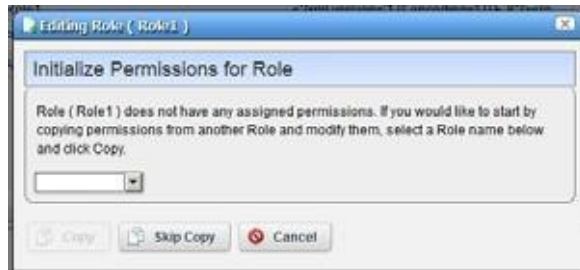 Editing Role ( Role1 )
Initialize Permissions for Role
Role ( Role1 ) does not have any assigned permissions. If you would like to start by
copying permissions from another Role and modify them, select a Role name below
and click Copy.
Copy Skip Copy Cancel